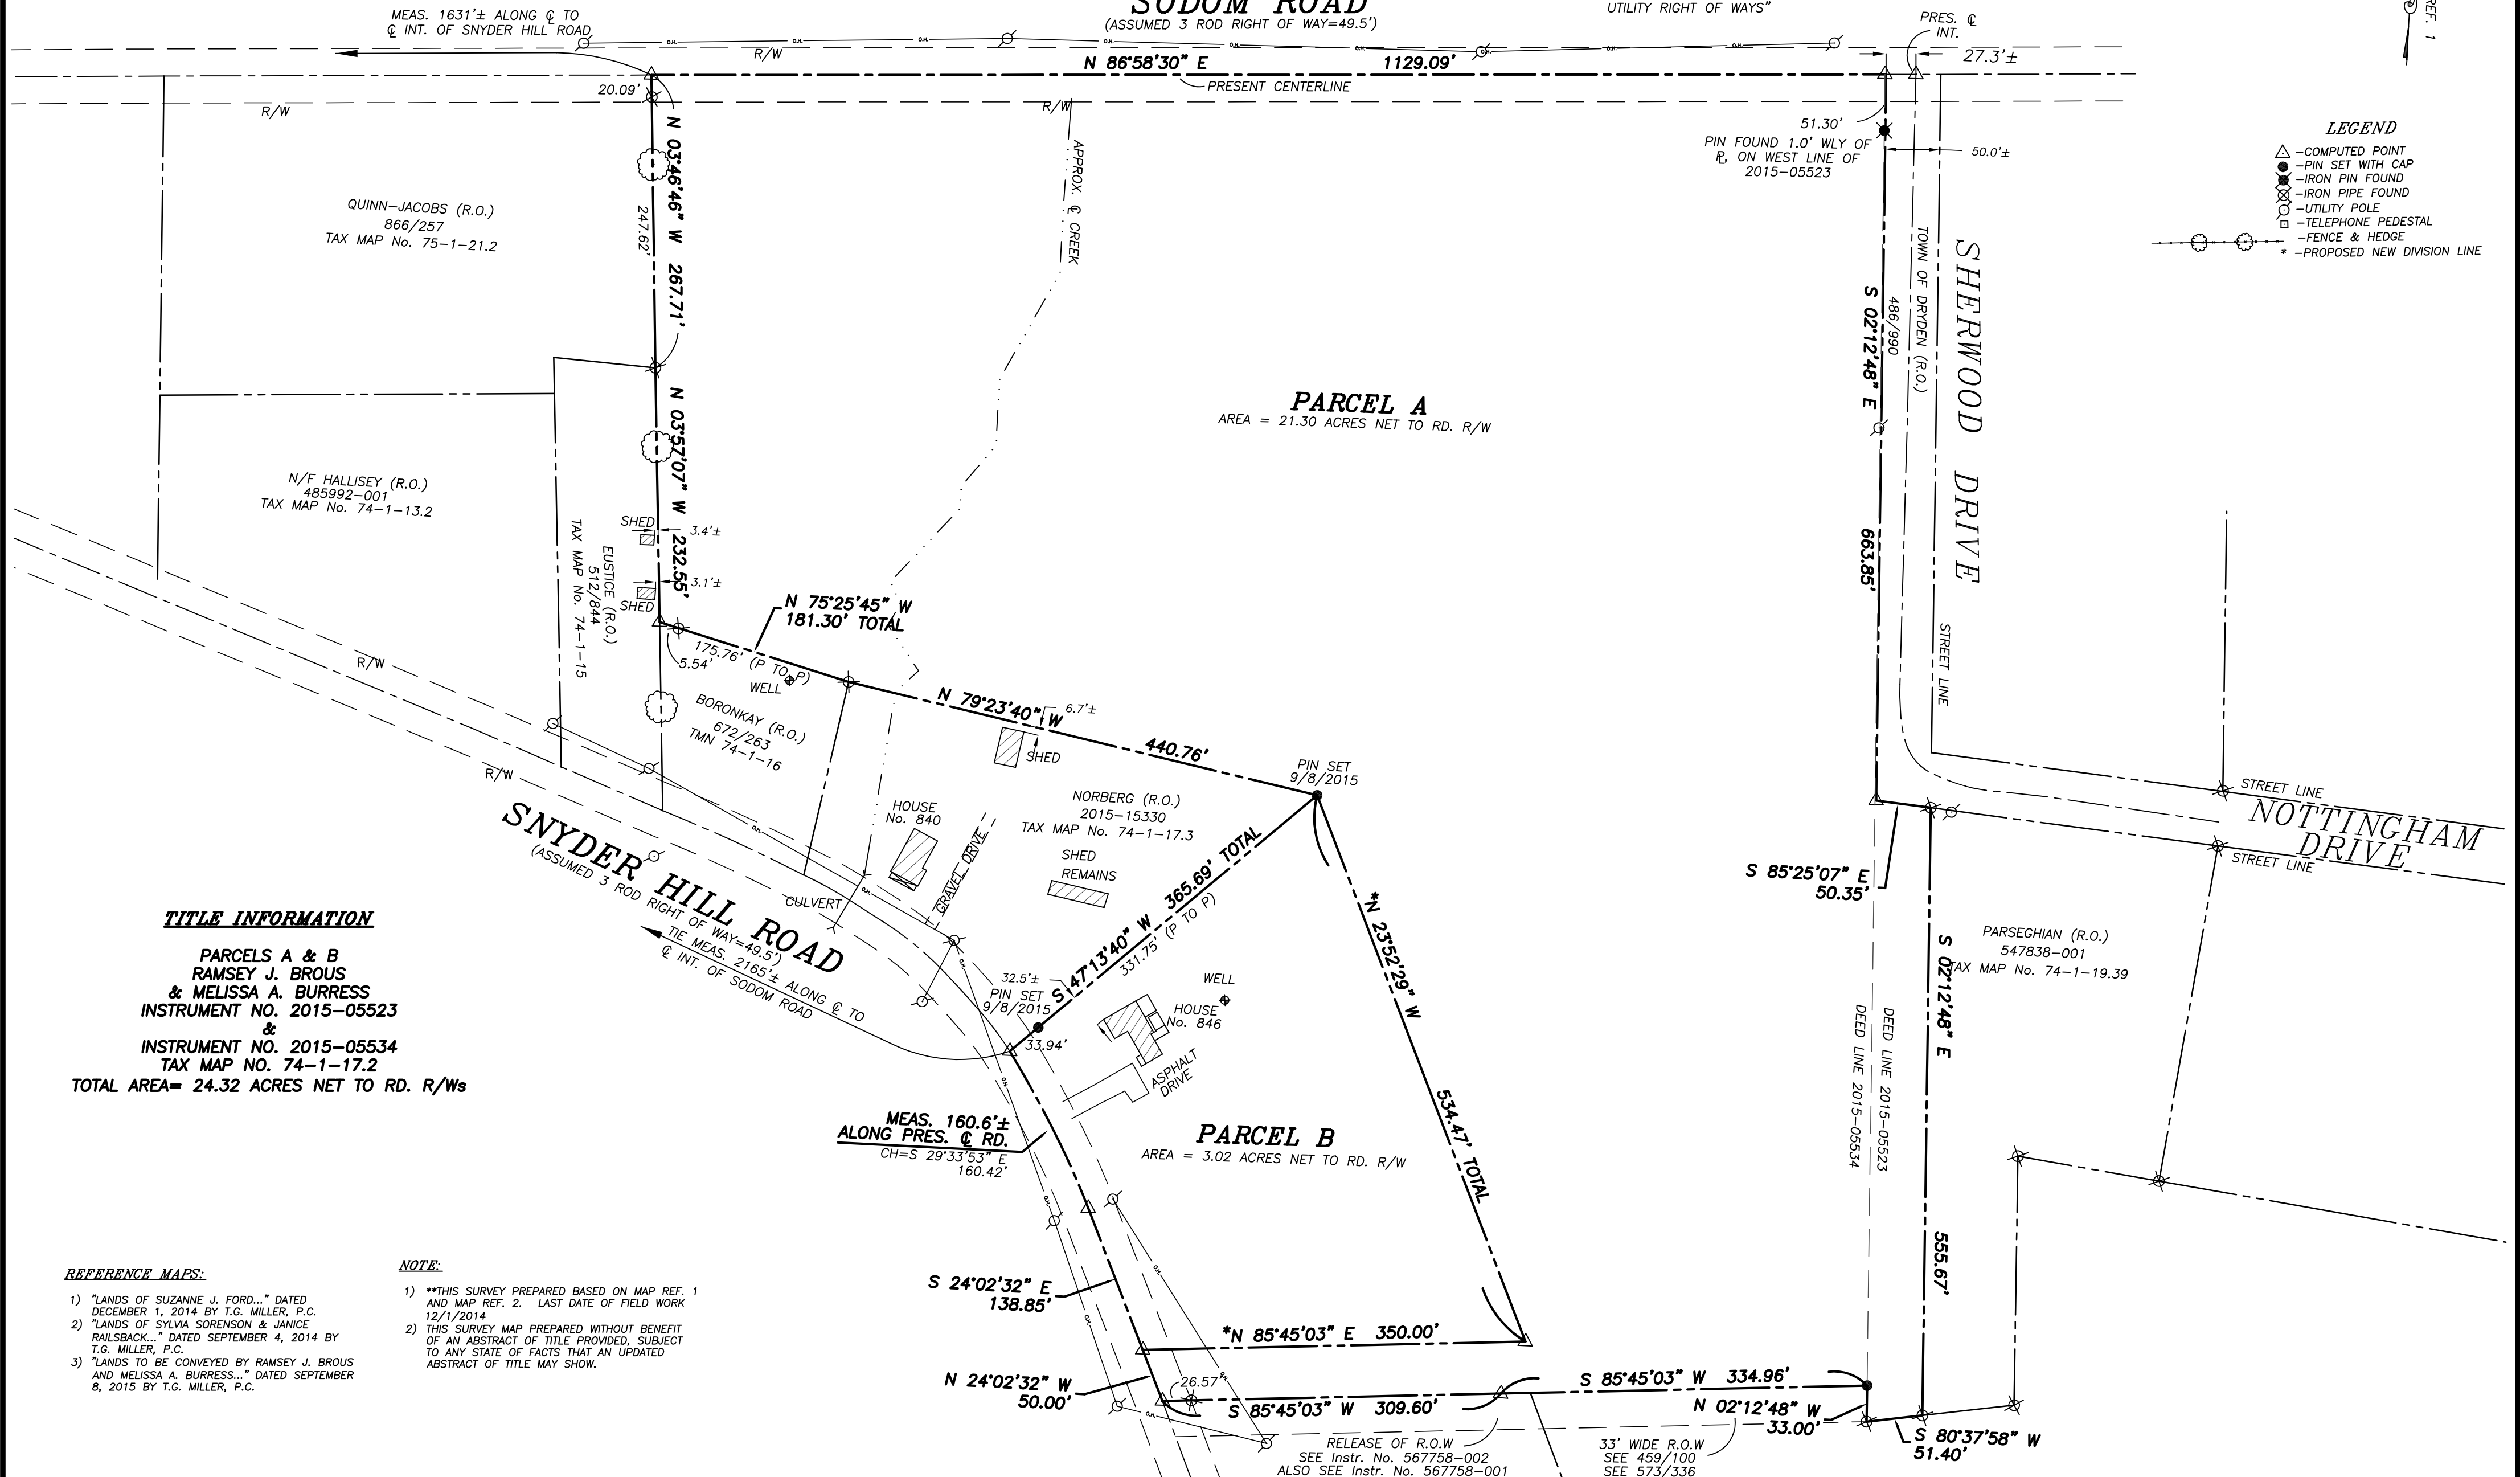 MEAS. 1631'± ALONG ℄ TO
℄ INT. OF SNYDER HILL ROAD
SODOM ROAD
(ASSUMED 3 ROD RIGHT OF WAY=49.5')
UTILITY RIGHT OF WAYS"
PRES. ℄
INT.
REF. 1
27.3'±
R/W
N 86°58'30" E 1129.09'
PRESENT CENTERLINE
R/W
R/W
20.09'
51.30'
PIN FOUND 1.0' WLY OF
℄ ON WEST LINE OF
2015-05523
50.0'±
LEGEND
-COMPUTED POINT
-PIN SET WITH CAP
-IRON PIN FOUND
-IRON PIPE FOUND
-UTILITY POLE
-TELEPHONE PEDESTAL
-FENCE & HEDGE
* -PROPOSED NEW DIVISION LINE
QUINN-JACOBS (R.O.)
866/257
TAX MAP No. 75-1-21.2
N 03°46'46" W 267.71'
247.62'
APPROX. ℄ CREEK
S 02°12'48" E 663.85'
486/990
TOWN OF DRYDEN (R.O.)
SHERWOOD DRIVE
STREET LINE
PARCEL A
AREA = 21.30 ACRES NET TO RD. R/W
N/F HALLISEY (R.O.)
485992-001
TAX MAP No. 74-1-13.2
N 03°57'07" W 232.55'
SHED
3.4'±
3.1'±
SHED
EUSTICE (R.O.)
512/844
TAX MAP No. 74-1-15
N 75°25'45" W
181.30' TOTAL
175.76' (P TO P)
5.54'
WELL
BORONKAY (R.O.)
672/263
TMN 74-1-16
R/W
R/W
N 79°23'40" W 440.76'
6.7'±
SHED
PIN SET
9/8/2015
NORBERG (R.O.)
2015-15330
TAX MAP No. 74-1-17.3
HOUSE
No. 840
GRAVEL DRIVE
SHED
REMAINS
CULVERT
STREET LINE
NOTTINGHAM
DRIVE
STREET LINE
S 85°25'07" E
50.35'
SNYDER HILL ROAD
(ASSUMED 3 ROD RIGHT OF WAY=49.5')
TIE MEAS. 2165'± ALONG ℄ TO
℄ INT. OF SODOM ROAD
S 47°13'40" W 365.69' TOTAL
331.75' (P TO P)
32.5'±
PIN SET
9/8/2015
33.94'
*N 23°52'29" W 534.47' TOTAL
WELL
HOUSE
No. 846
ASPHALT
DRIVE
PARSEGHIAN (R.O.)
547838-001
TAX MAP No. 74-1-19.39
S 02°12'48" E 555.67'
DEED LINE 2015-05523
DEED LINE 2015-05534
TITLE INFORMATION
PARCELS A & B
RAMSEY J. BROUS
& MELISSA A. BURRESS
INSTRUMENT NO. 2015-05523
&
INSTRUMENT NO. 2015-05534
TAX MAP NO. 74-1-17.2
TOTAL AREA= 24.32 ACRES NET TO RD. R/Ws
MEAS. 160.6'±
ALONG PRES. ℄ RD.
CH=S 29°33'53" E
160.42'
PARCEL B
AREA = 3.02 ACRES NET TO RD. R/W
REFERENCE MAPS:
1) "LANDS OF SUZANNE J. FORD..." DATED
DECEMBER 1, 2014 BY T.G. MILLER, P.C.
2) "LANDS OF SYLVIA SORENSON & JANICE
RAILSBACK..." DATED SEPTEMBER 4, 2014 BY
T.G. MILLER, P.C.
3) "LANDS TO BE CONVEYED BY RAMSEY J. BROUS
AND MELISSA A. BURRESS..." DATED SEPTEMBER
8, 2015 BY T.G. MILLER, P.C.
NOTE:
1) **THIS SURVEY PREPARED BASED ON MAP REF. 1
AND MAP REF. 2. LAST DATE OF FIELD WORK
12/1/2014
2) THIS SURVEY MAP PREPARED WITHOUT BENEFIT
OF AN ABSTRACT OF TITLE PROVIDED, SUBJECT
TO ANY STATE OF FACTS THAT AN UPDATED
ABSTRACT OF TITLE MAY SHOW.
S 24°02'32" E
138.85'
*N 85°45'03" E 350.00'
N 24°02'32" W
50.00'
26.57'
S 85°45'03" W 309.60'
S 85°45'03" W 334.96'
N 02°12'48" W
33.00'
S 80°37'58" W
51.40'
RELEASE OF R.O.W
SEE Instr. No. 567758-002
ALSO SEE Instr. No. 567758-001
33' WIDE R.O.W
SEE 459/100
SEE 573/336